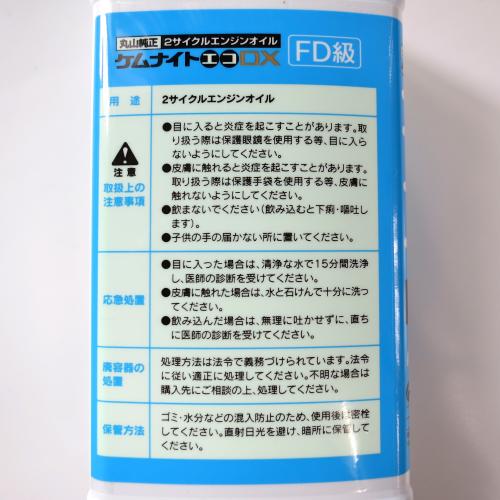 丸山純正 2サイクルエンジンオイル
ケムナイトエコDX FD級
用途 2サイクルエンジンオイル
注意
取扱上の
注意事項
●目に入ると炎症を起こすことがあります。取
り扱う際は保護眼鏡を使用する等、目に入ら
ないようにしてください。
●皮膚に触れると炎症を起こすことがあります。
取り扱う際は保護手袋を使用する等、皮膚に
触れないようにしてください。
●飲まないでください(飲み込むと下痢・嘔吐し
ます)。
●子供の手の届かない所に置いてください。
応急処置
●目に入った場合は、清浄な水で15分間洗浄
し、医師の診断を受けてください。
●皮膚に触れた場合は、水と石けんで十分に洗っ
てください。
●飲み込んだ場合は、無理に吐かせずに、直ち
に医師の診断を受けてください。
廃容器の
処置
処理方法は法令で義務づけられています。法令
に従い適正に処理してください。不明な場合は
購入先にご相談の上、処理してください。
保管方法
ゴミ・水分などの混入防止のため、使用後は密栓
してください。直射日光を避け、暗所に保管して
ください。